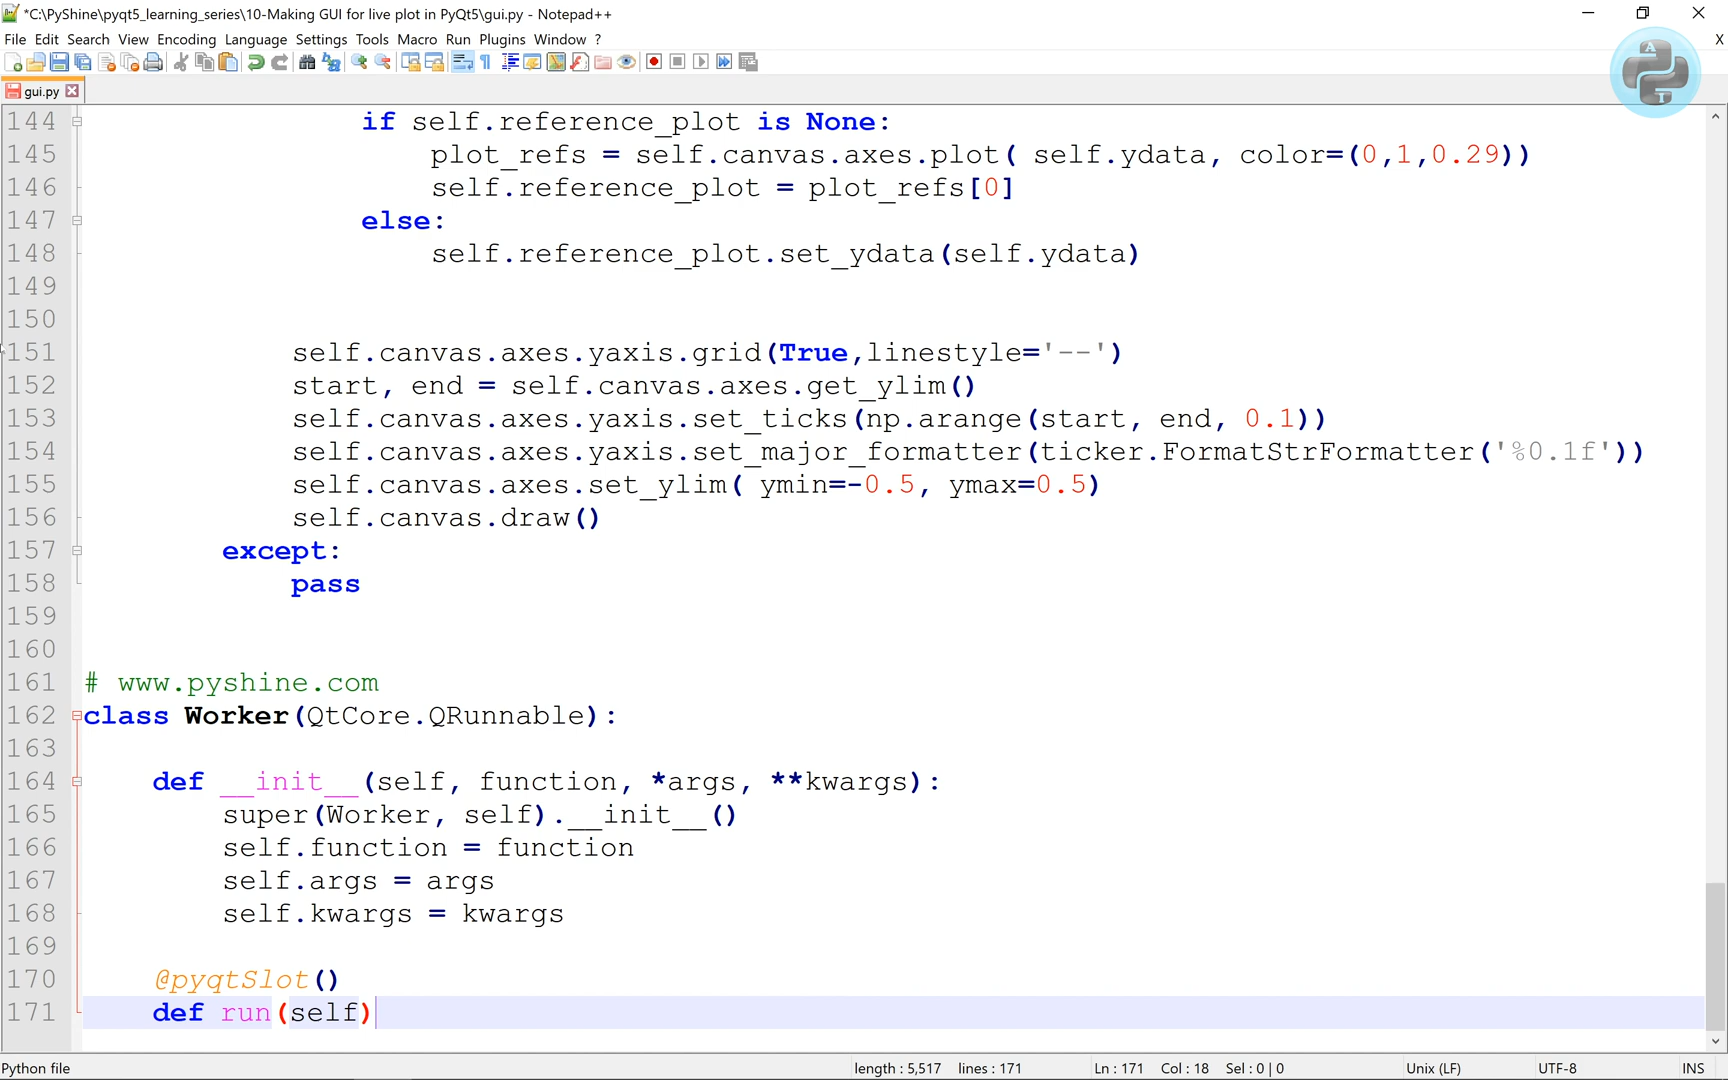 *C:\PyShine\pyqt5_learning_series\10-Making GUI for live plot in PyQt5\gui.py - Notepad++
File Edit Search View Encoding Language Settings Tools Macro Run Plugins Window ? X
gui.py
144 if self.reference_plot is None:
145 plot_refs = self.canvas.axes.plot( self.ydata, color=(0,1,0.29))
146 self.reference_plot = plot_refs[0]
147 else:
148 self.reference_plot.set_ydata(self.ydata)
149
150
151 self.canvas.axes.yaxis.grid(True,linestyle='--')
152 start, end = self.canvas.axes.get_ylim()
153 self.canvas.axes.yaxis.set_ticks(np.arange(start, end, 0.1))
154 self.canvas.axes.yaxis.set_major_formatter(ticker.FormatStrFormatter('%0.1f'))
155 self.canvas.axes.set_ylim( ymin=-0.5, ymax=0.5)
156 self.canvas.draw()
157 except:
158 pass
159
160
161 # www.pyshine.com
162 class Worker(QtCore.QRunnable):
163
164 def __init__(self, function, *args, **kwargs):
165 super(Worker, self).__init__()
166 self.function = function
167 self.args = args
168 self.kwargs = kwargs
169
170 @pyqtSlot()
171 def run(self)
Python file length : 5,517 lines : 171 Ln : 171 Col : 18 Sel : 0 | 0 Unix (LF) UTF-8 INS